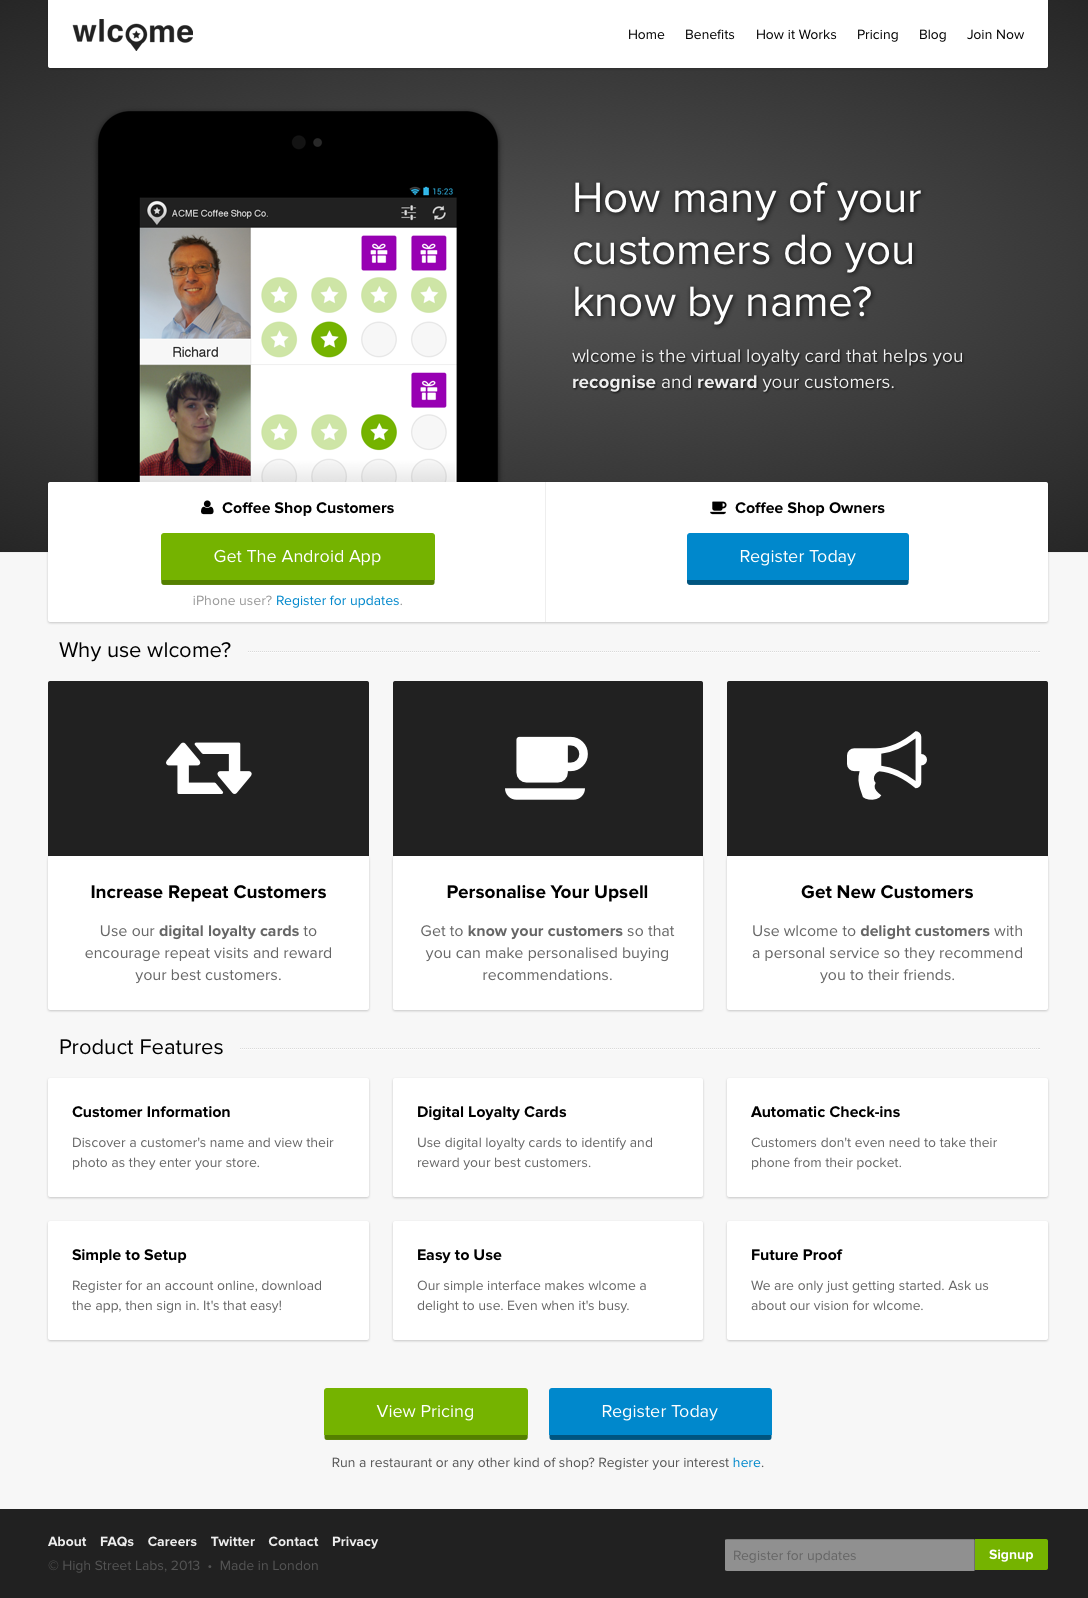 wlcome
Home Benefits How it Works Pricing Blog Join Now
15:23
ACME Coffee Shop Co.
Richard
How many of your
customers do you
know by name?
wlcome is the virtual loyalty card that helps you
recognise and reward your customers.
Coffee Shop Customers
Get The Android App
iPhone user? Register for updates.
Coffee Shop Owners
Register Today
Why use wlcome?
Increase Repeat Customers
Use our digital loyalty cards to
encourage repeat visits and reward
your best customers.
Personalise Your Upsell
Get to know your customers so that
you can make personalised buying
recommendations.
Get New Customers
Use wlcome to delight customers with
a personal service so they recommend
you to their friends.
Product Features
Customer Information
Discover a customer's name and view their
photo as they enter your store.
Digital Loyalty Cards
Use digital loyalty cards to identify and
reward your best customers.
Automatic Check-ins
Customers don't even need to take their
phone from their pocket.
Simple to Setup
Register for an account online, download
the app, then sign in. It's that easy!
Easy to Use
Our simple interface makes wlcome a
delight to use. Even when it's busy.
Future Proof
We are only just getting started. Ask us
about our vision for wlcome.
View Pricing
Register Today
Run a restaurant or any other kind of shop? Register your interest here.
About FAQs Careers Twitter Contact Privacy
© High Street Labs, 2013 • Made in London
Register for updates
Signup